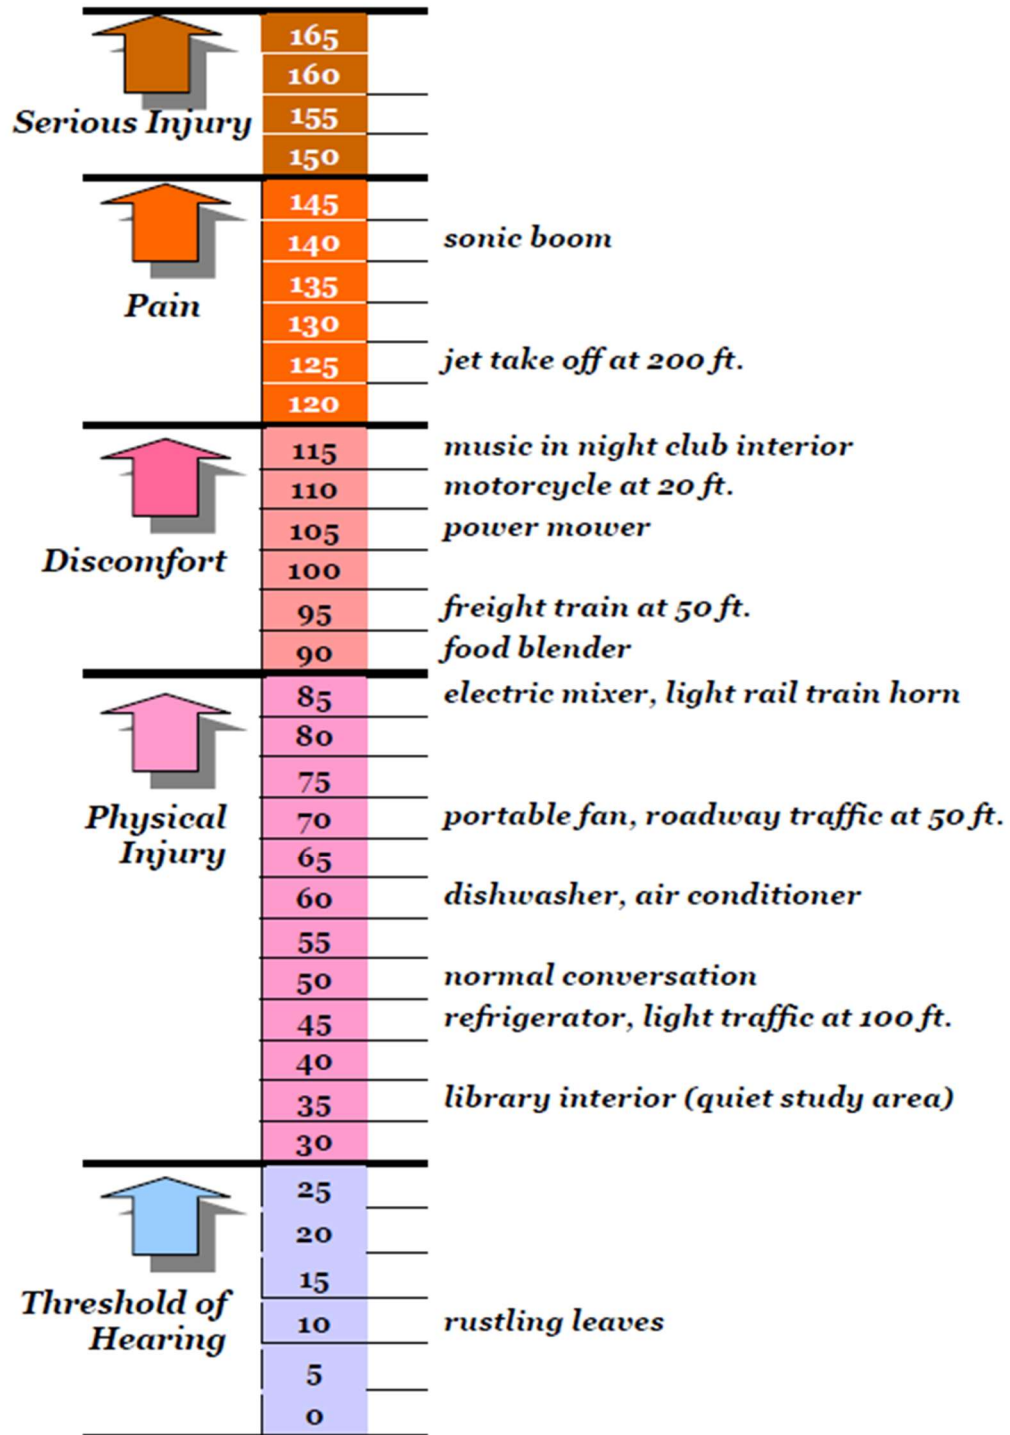 165
160
Serious Injury 155
150
145
140 sonic boom
135
Pain
130
125 jet take off at 200 ft.
120
115 music in night club interior
110 motorcycle at 20 ft.
105 power mower
Discomfort
100
95 freight train at 50 ft.
90 food blender
85 electric mixer, light rail train horn
80
75
Physical 70 portable fan, roadway traffic at 50 ft.
Injury 65
60 dishwasher, air conditioner
55
50 normal conversation
45 refrigerator, light traffic at 100 ft.
40
35 library interior (quiet study area)
30
25
20
15
Threshold of
10 rustling leaves
Hearing
5
0